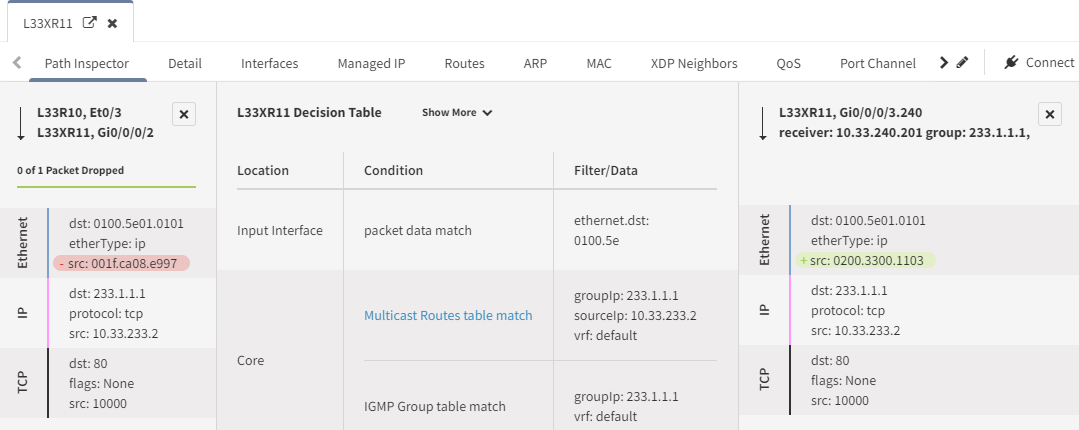 L33XR11
Path Inspector
Detail
Interfaces
Managed IP
Routes
ARP
MAC
XDP Neighbors
QoS
Port Channel
Connect
L33R10, Et0/3
L33XR11, Gi0/0/0/2
0 of 1 Packet Dropped
Ethernet
dst: 0100.5e01.0101
etherType: ip
- src: 001f.ca08.e997
IP
dst: 233.1.1.1
protocol: tcp
src: 10.33.233.2
TCP
dst: 80
flags: None
src: 10000
L33XR11 Decision Table
Show More
Location
Condition
Filter/Data
Input Interface
packet data match
ethernet.dst:
0100.5e
Core
Multicast Routes table match
groupIp: 233.1.1.1
sourceIp: 10.33.233.2
vrf: default
IGMP Group table match
groupIp: 233.1.1.1
vrf: default
L33XR11, Gi0/0/0/3.240
receiver: 10.33.240.201 group: 233.1.1.1,
Ethernet
dst: 0100.5e01.0101
etherType: ip
+ src: 0200.3300.1103
IP
dst: 233.1.1.1
protocol: tcp
src: 10.33.233.2
TCP
dst: 80
flags: None
src: 10000